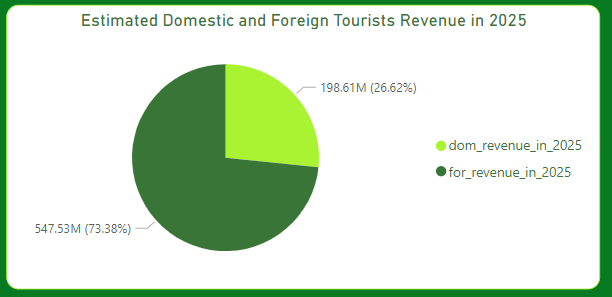 Estimated Domestic and Foreign Tourists Revenue in 2025
198.61M (26.62%)
dom_revenue_in_2025
for_revenue_in_2025
547.53M (73.38%)